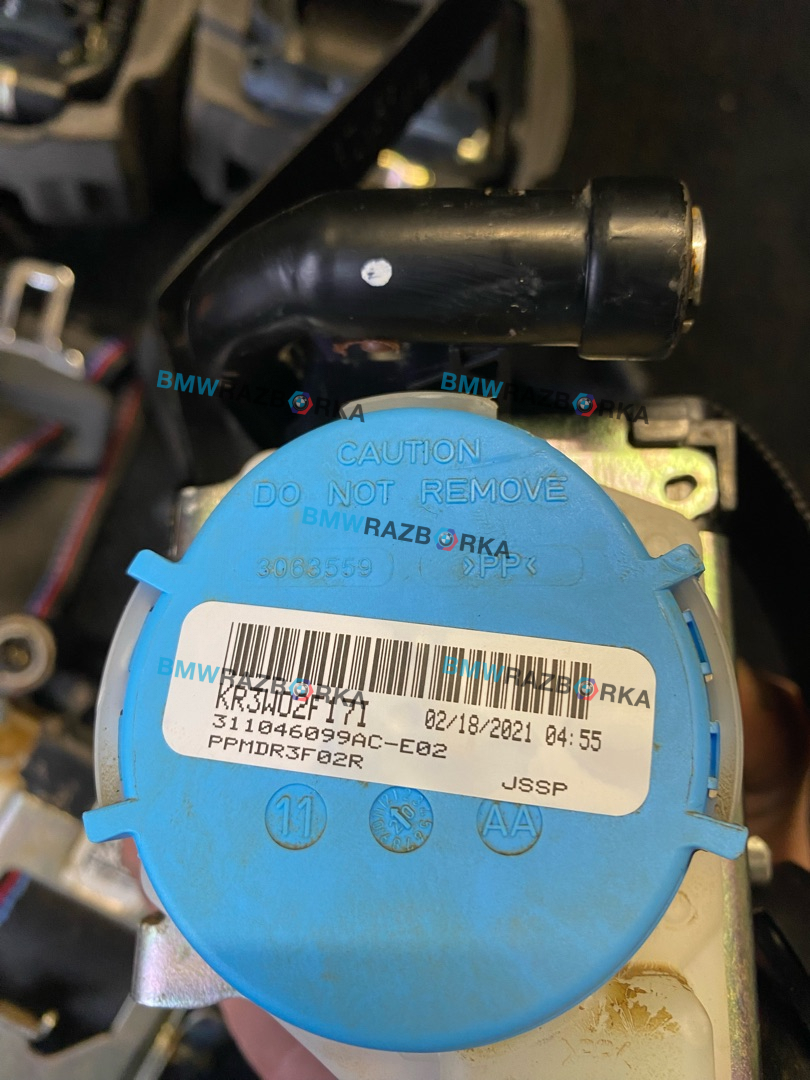 BMWRAZBORKA
BMWRAZBORKA
CAUTION
DO NOT REMOVE
BMWRAZBORKA
3063559 >PP<
BMWRAZBORKA
BMWRAZBORKA
KR3W02F17I
02/18/2021 04:55
311046099AC-E02
PPMDR3F02R
JSSP
11
AA